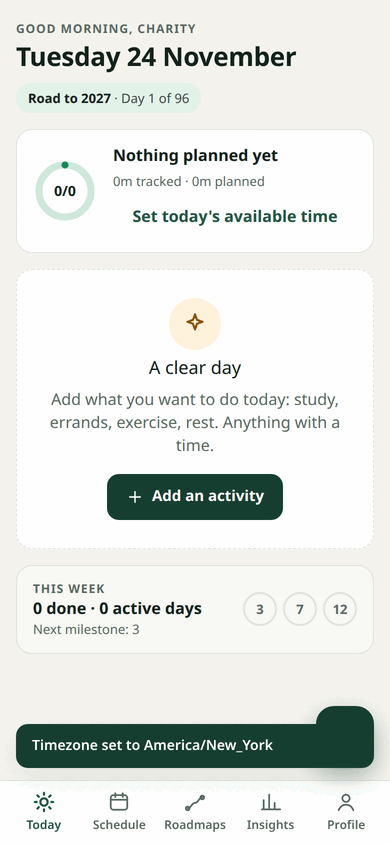 GOOD MORNING, CHARITY
Tuesday 24 November
Road to 2027 · Day 1 of 96
0/0
Nothing planned yet
0m tracked · 0m planned
Set today's available time
A clear day
Add what you want to do today: study,
errands, exercise, rest. Anything with a
time.
+ Add an activity
THIS WEEK
0 done · 0 active days
Next milestone: 3
3 7 12
Timezone set to America/New_York
Today Schedule Roadmaps Insights Profile